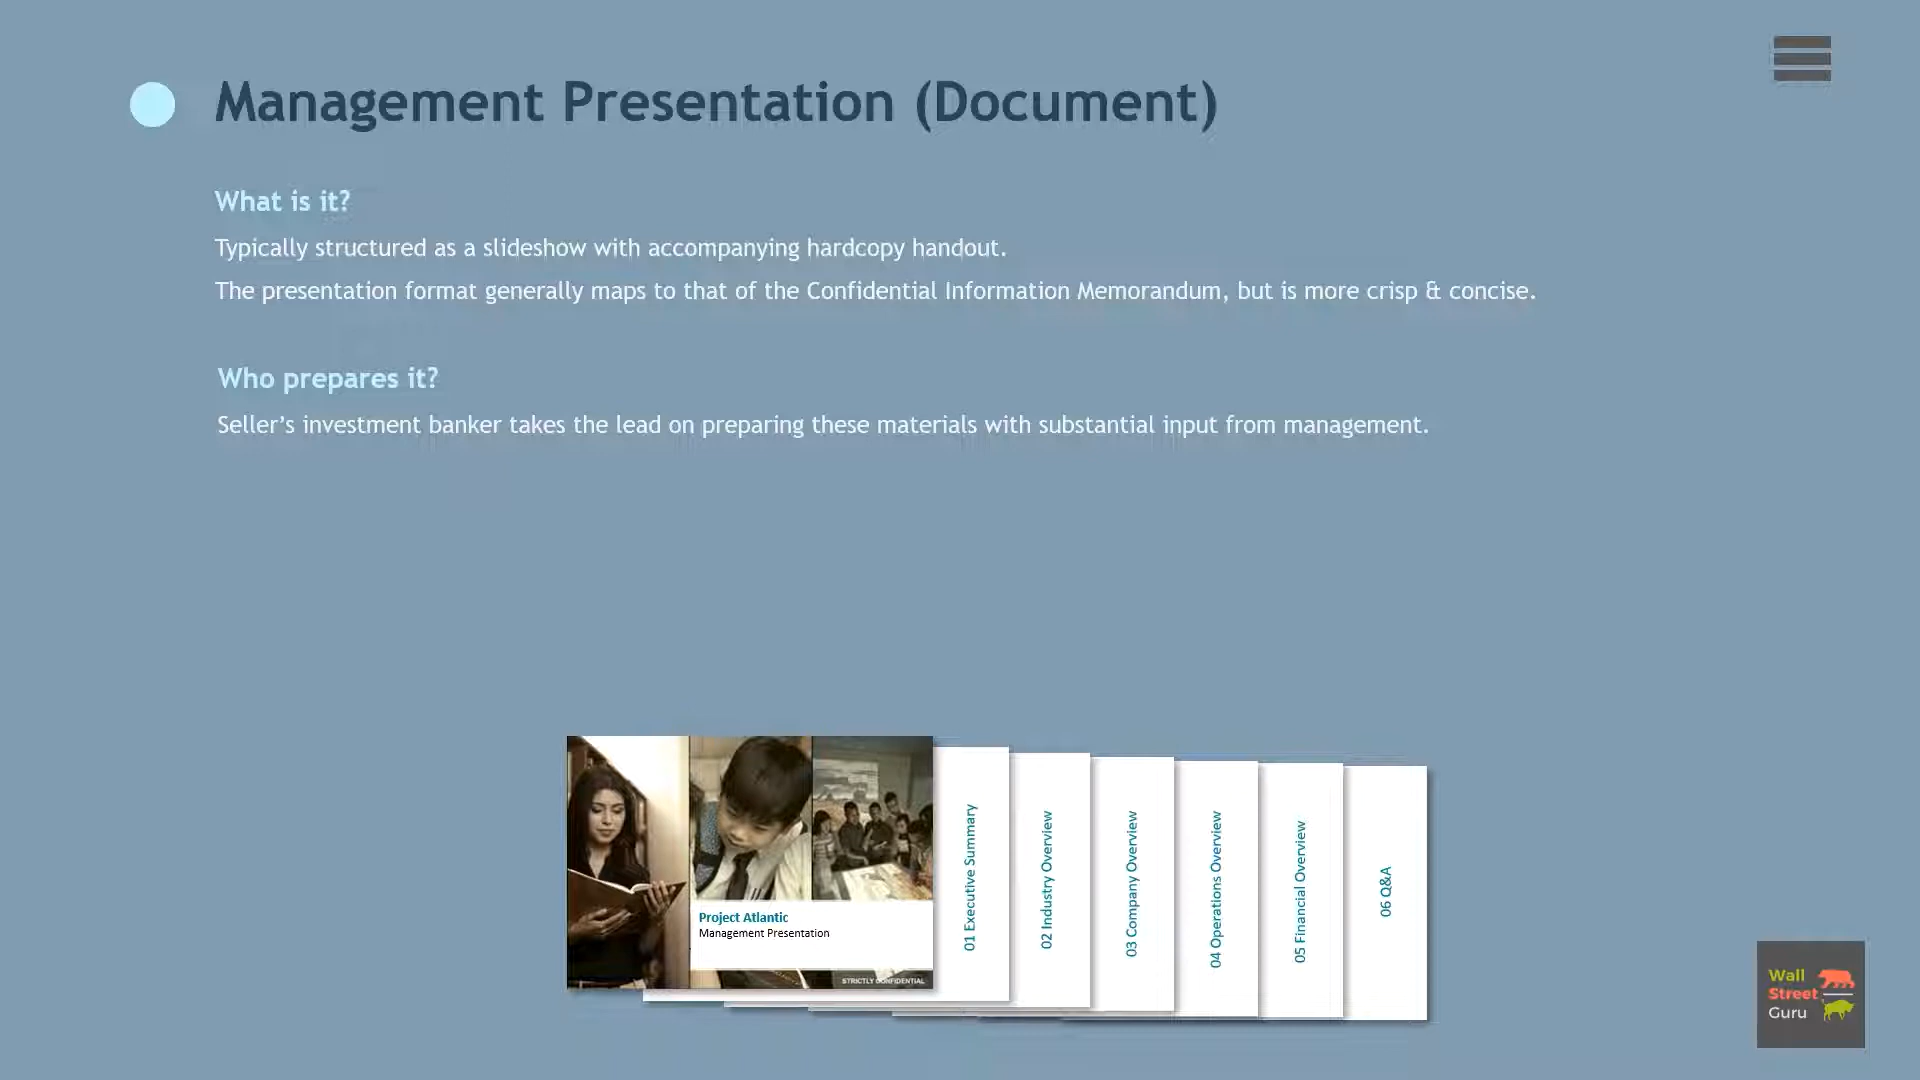 Management Presentation (Document)
What is it?
Typically structured as a slideshow with accompanying hardcopy handout.
The presentation format generally maps to that of the Confidential Information Memorandum, but is more crisp & concise.
Who prepares it?
Seller’s investment banker takes the lead on preparing these materials with substantial input from management.
Project Atlantic
Management Presentation
STRICTLY CONFIDENTIAL
01 Executive Summary
02 Industry Overview
03 Company Overview
04 Operations Overview
05 Financial Overview
06 Q&A
Wall
Street
Guru